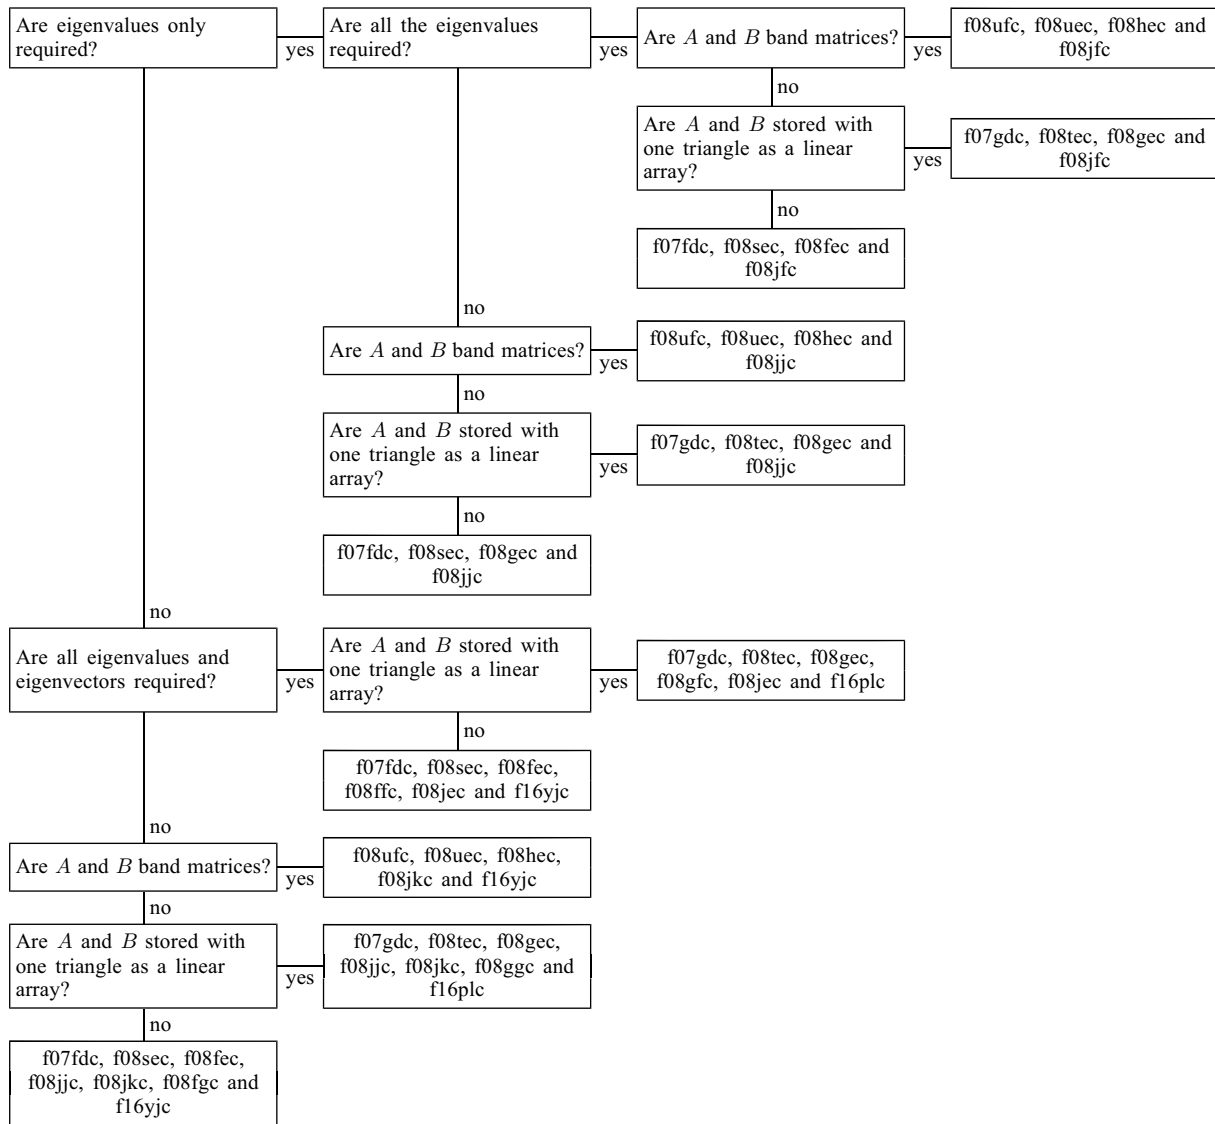 Are eigenvalues only
required?
yes
Are all the eigenvalues
required?
yes
Are A and B band matrices?
yes
f08ufc, f08uec, f08hec and
f08jfc
no
Are A and B stored with
one triangle as a linear
array?
yes
f07gdc, f08tec, f08gec and
f08jfc
no
f07fdc, f08sec, f08fec and
f08jfc
no
Are A and B band matrices?
yes
f08ufc, f08uec, f08hec and
f08jjc
no
Are A and B stored with
one triangle as a linear
array?
yes
f07gdc, f08tec, f08gec and
f08jjc
no
f07fdc, f08sec, f08gec and
f08jjc
no
Are all eigenvalues and
eigenvectors required?
yes
Are A and B stored with
one triangle as a linear
array?
yes
f07gdc, f08tec, f08gec,
f08gfc, f08jec and f16plc
no
f07fdc, f08sec, f08fec,
f08ffc, f08jec and f16yjc
no
Are A and B band matrices?
yes
f08ufc, f08uec, f08hec,
f08jkc and f16yjc
no
Are A and B stored with
one triangle as a linear
array?
yes
f07gdc, f08tec, f08gec,
f08jjc, f08jkc, f08ggc and
f16plc
no
f07fdc, f08sec, f08fec,
f08jjc, f08jkc, f08fgc and
f16yjc